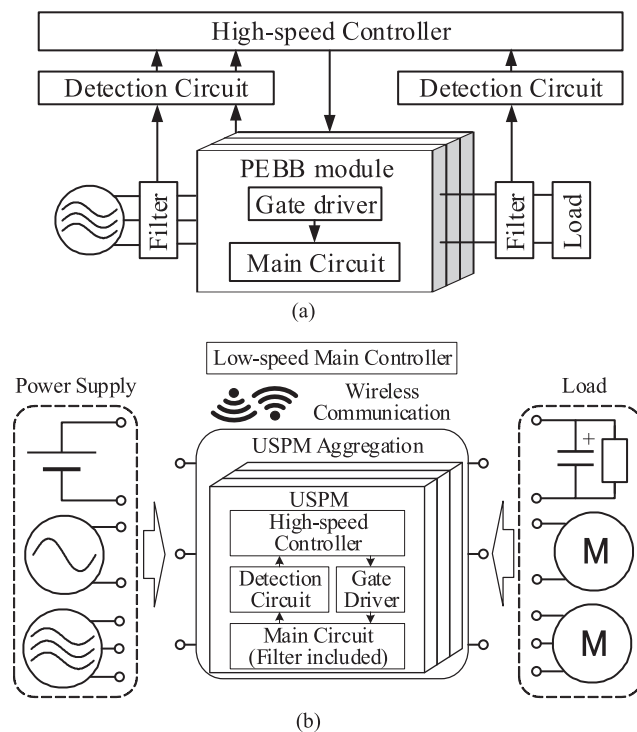 High-speed Controller
Detection Circuit
Detection Circuit
PEBB module
Gate driver
Main Circuit
Filter
Filter
Load
(a)
Low-speed Main Controller
Power Supply
Wireless
Communication
Load
USPM Aggregation
USPM
High-speed
Controller
Detection
Circuit
Gate
Driver
Main Circuit
(Filter included)
+
M
M
(b)